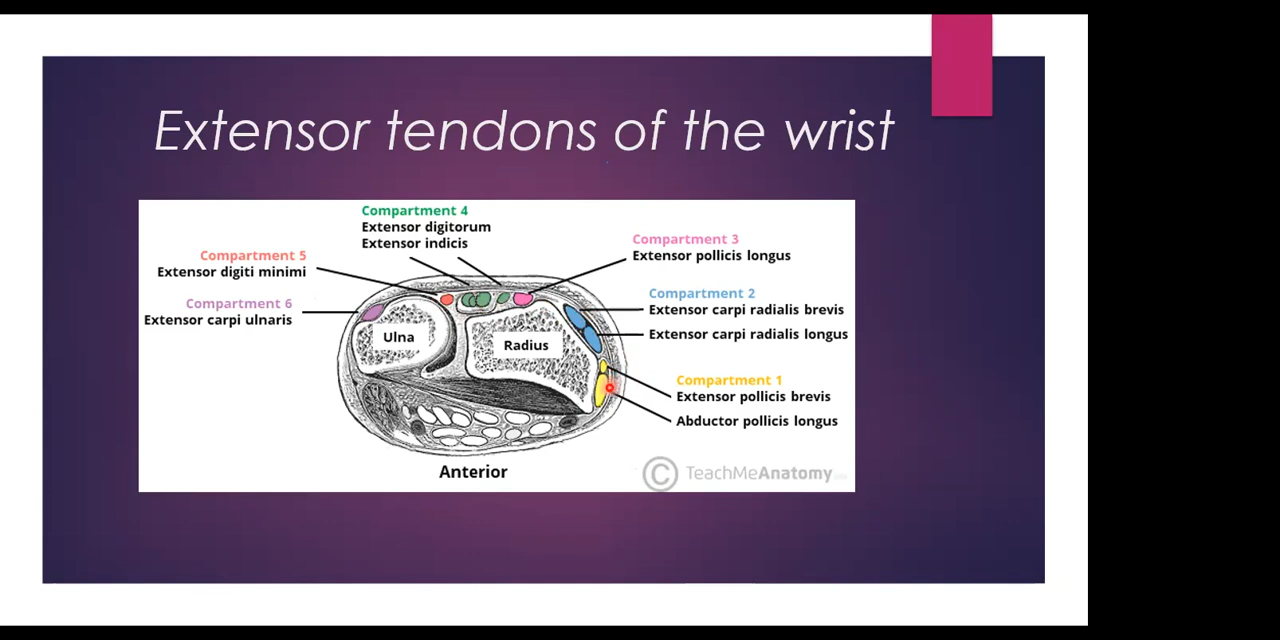 Extensor tendons of the wrist
Compartment 4
Extensor digitorum
Extensor indicis
Compartment 3
Extensor pollicis longus
Compartment 5
Extensor digiti minimi
Compartment 2
Extensor carpi radialis brevis
Extensor carpi radialis longus
Compartment 6
Extensor carpi ulnaris
Ulna
Radius
Compartment 1
Extensor pollicis brevis
Abductor pollicis longus
Anterior
© TeachMeAnatomy